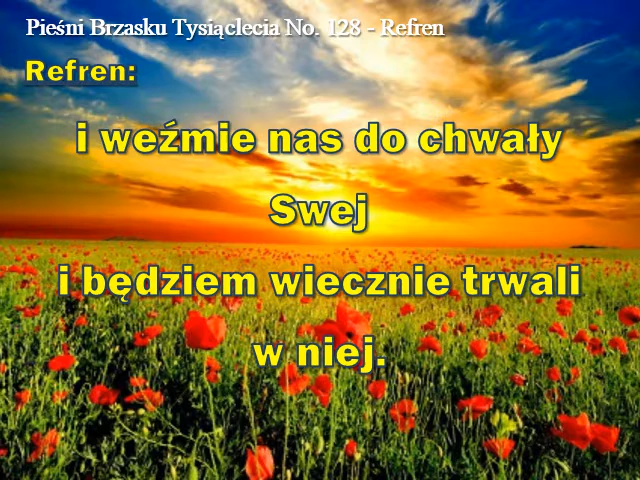 Pieśni Brzasku Tysiąclecia No. 128 - Refren
Refren:
i weźmie nas do chwały
Swej
i będziem wiecznie trwali
w niej.